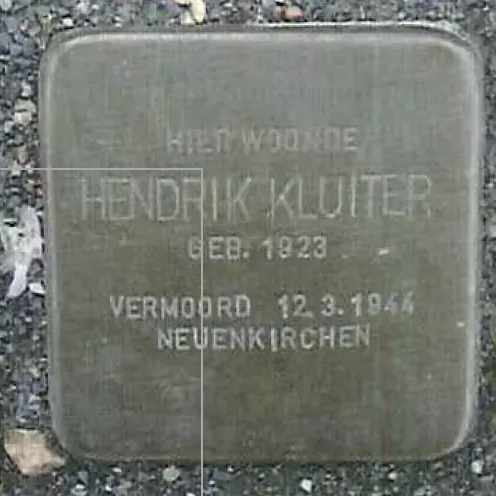 HIER WOONDE
HENDRIK KLUITER
GEB. 1923
VERMOORD 12.3.1944
NEUENKIRCHEN